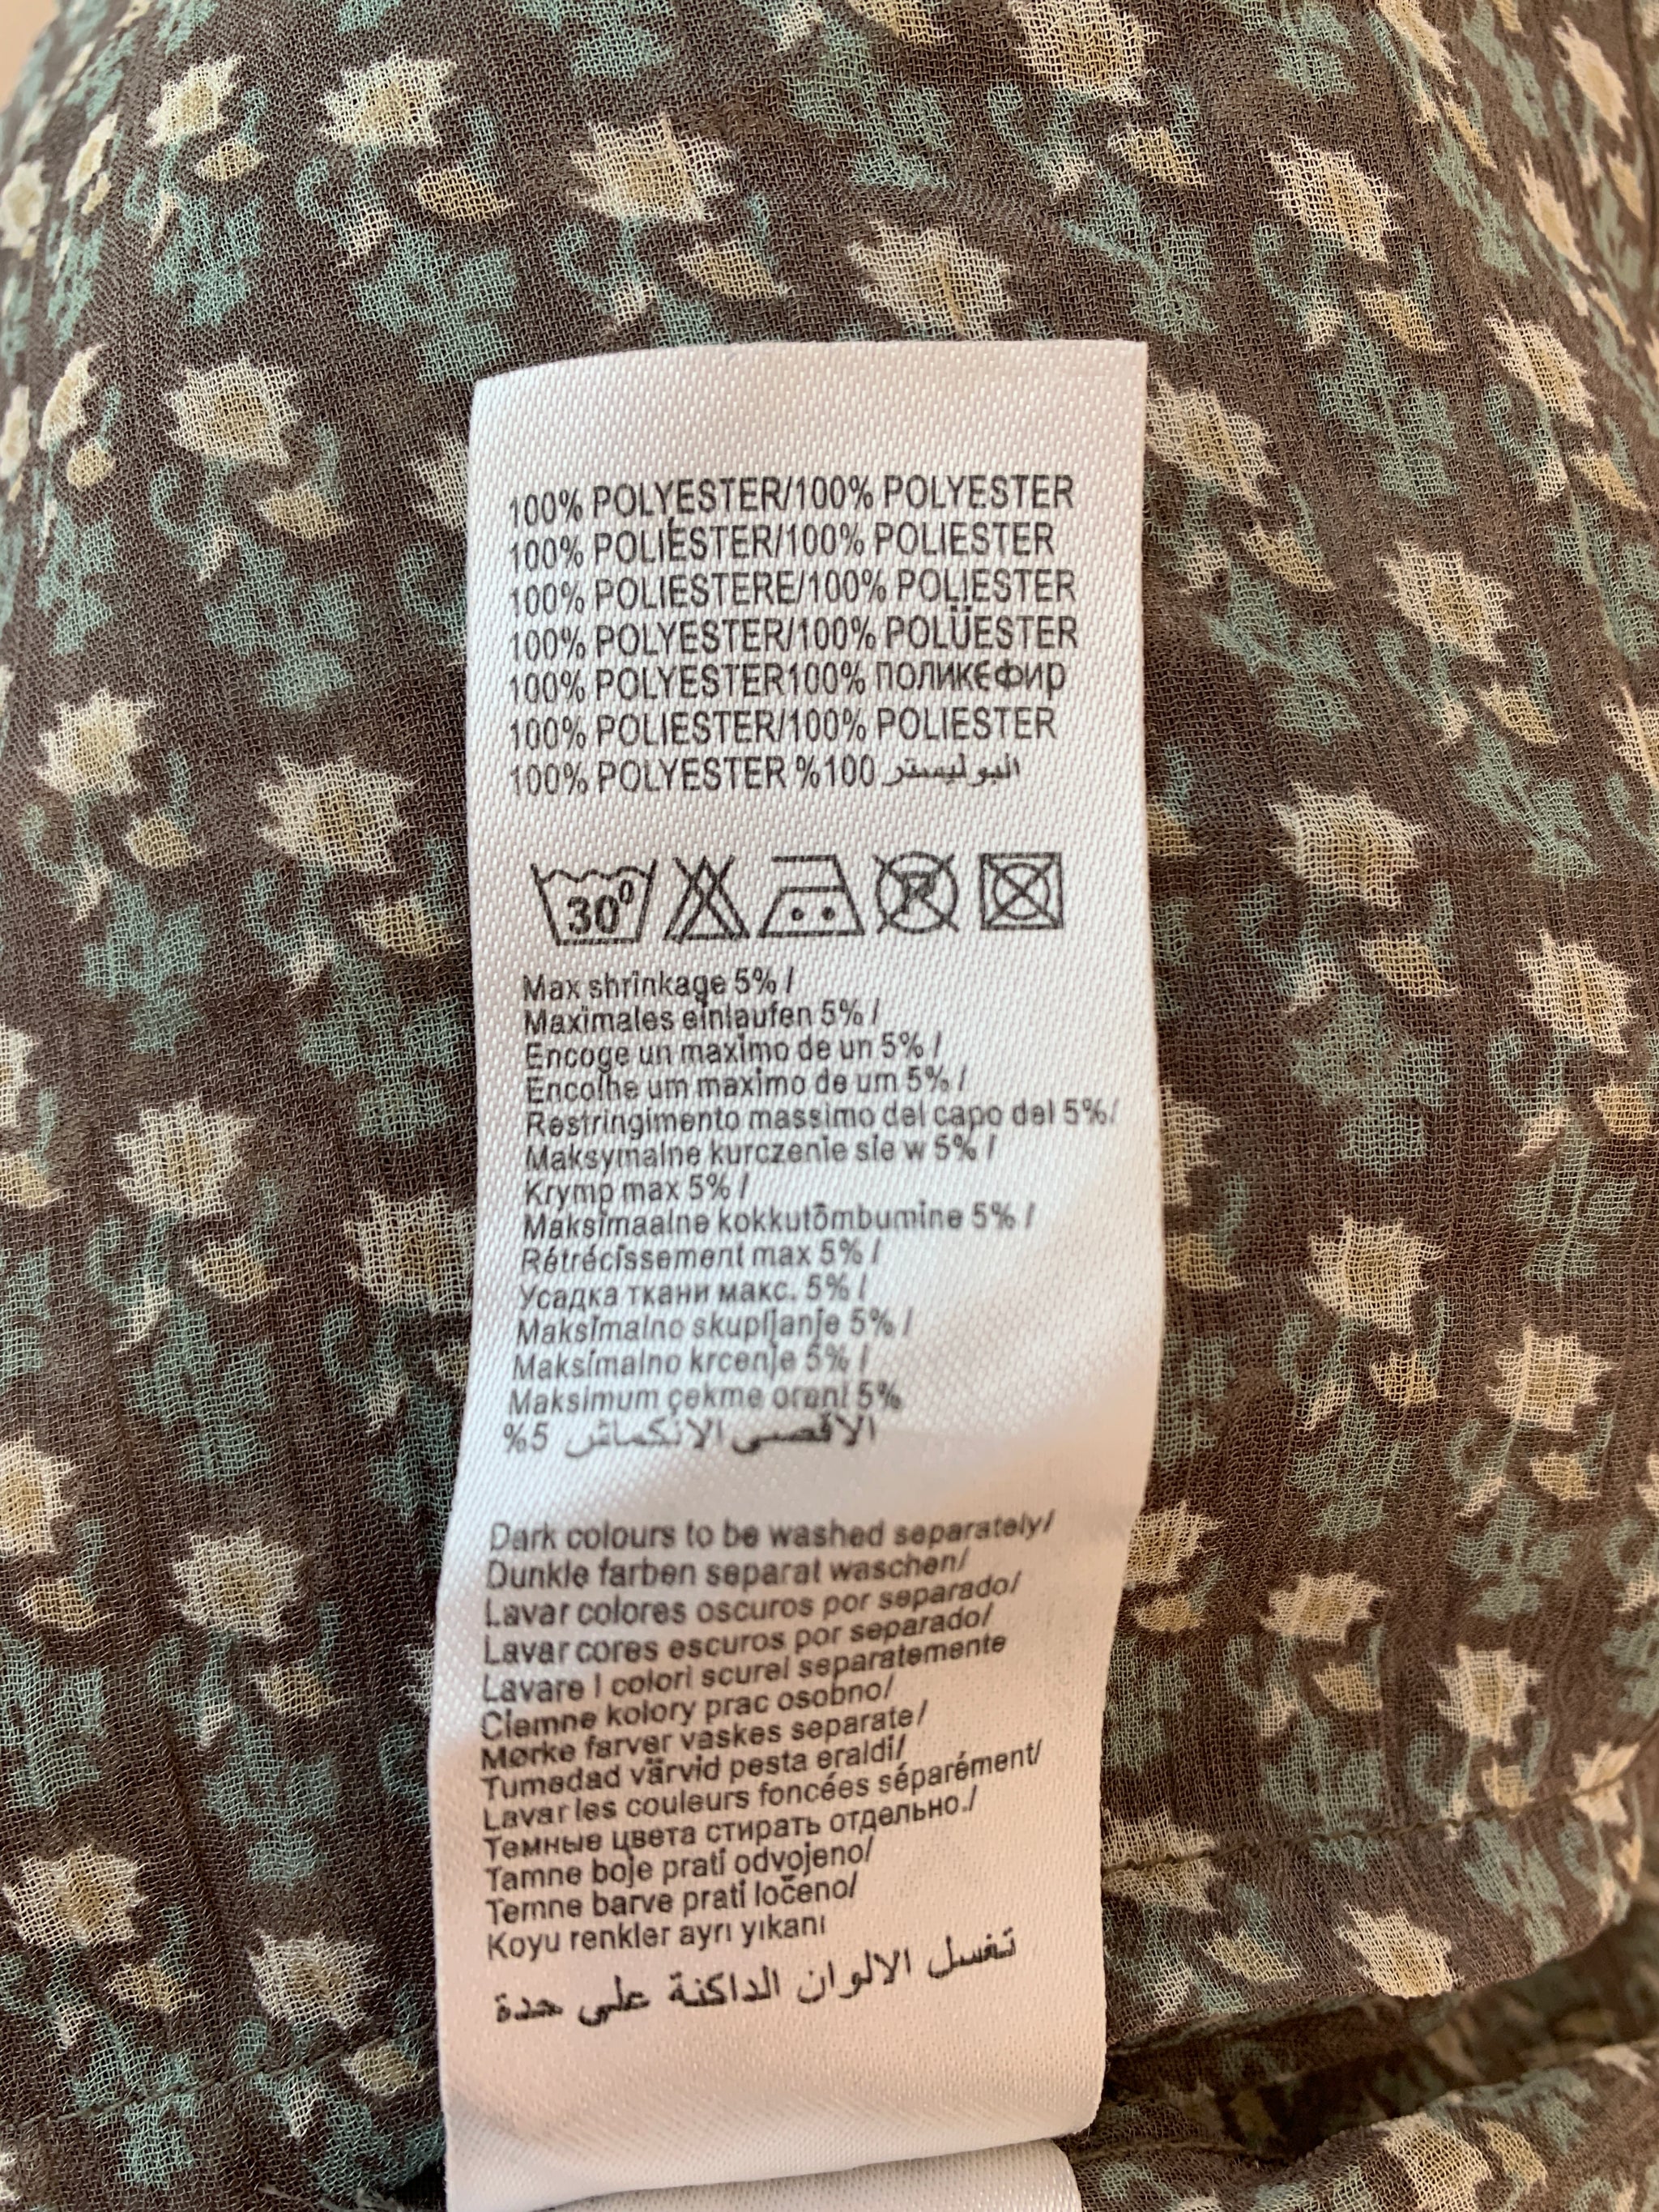 100% POLYESTER/100% POLYESTER
100% POLIESTER/100% POLIESTER
100% POLIESTERE/100% POLIESTER
100% POLYESTER/100% POLÜESTER
100% POLYESTER100% ПОЛИКЄФИР
100% POLIESTER/100% POLIESTER
100% POLYESTER %100 البوليستر
30°
P
Max shrinkage 5% /
Maximales einlaufen 5% /
Encoge un maximo de un 5% /
Encolhe um maximo de um 5% /
Restringimento massimo del capo del 5%/
Maksymalne kurczenie sie w 5% /
Krymp max 5% /
Maksimaalne kokkutõmbumine 5% /
Rétrécissement max 5% /
Усадка ткани макс. 5% /
Maksimalno skupljanje 5% /
Maksimalno krcenje 5% /
Maksimum çekme orani 5%
%5 الاقصى الانكماش
Dark colours to be washed separately/
Dunkle farben separat waschen/
Lavar colores oscuros por separado/
Lavar cores escuros por separado/
Lavare I colori scurei separatemente
Ciemne kolory prac osobno/
Mørke farver vaskes separate/
Tumedad värvid pesta eraldi/
Lavar les couleurs foncées séparément/
Темные цвета стирать отдельно./
Tamne boje prati odvojeno/
Temne barve prati ločeno/
Koyu renkler ayrı yıkanı
تغسل الالوان الداكنة على حدة